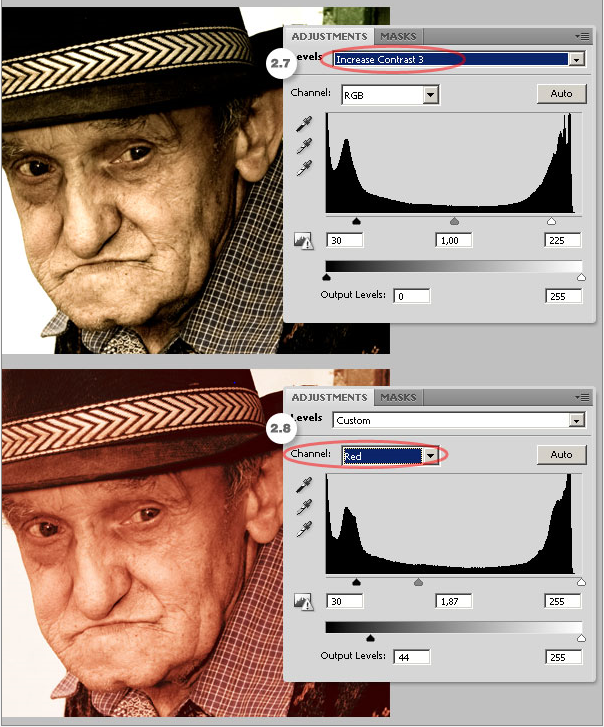 ADJUSTMENTS MASKS
2.7
Levels Increase Contrast 3
Channel: RGB Auto
30 1,00 225
Output Levels: 0 255
ADJUSTMENTS MASKS
2.8
Levels Custom
Channel: Red Auto
30 1,87 255
Output Levels: 44 255